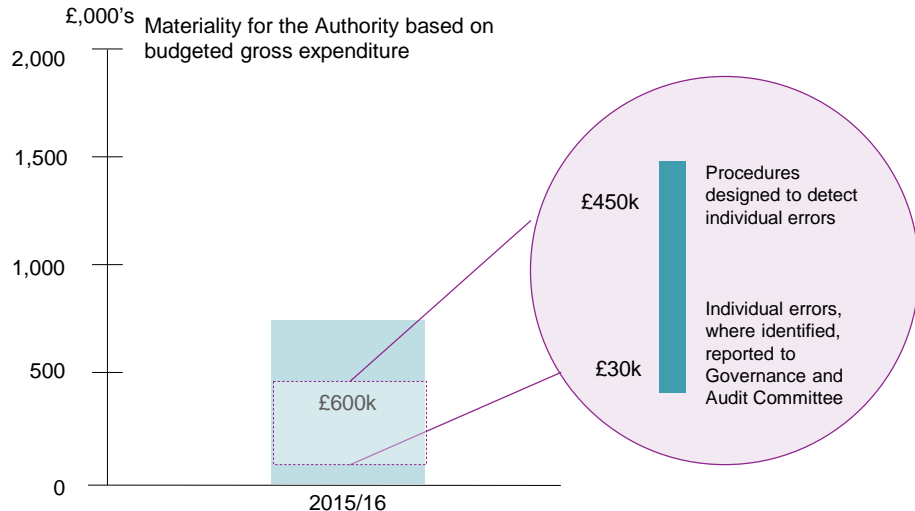 £,000's
Materiality for the Authority based on
budgeted gross expenditure
2,000
1,500
1,000
500
0
£600k
2015/16
£450k
Procedures
designed to detect
individual errors
£30k
Individual errors,
where identified,
reported to
Governance and
Audit Committee